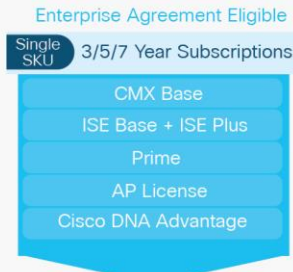 Enterprise Agreement Eligible
Single
SKU
3/5/7 Year Subscriptions
CMX Base
ISE Base + ISE Plus
Prime
AP License
Cisco DNA Advantage